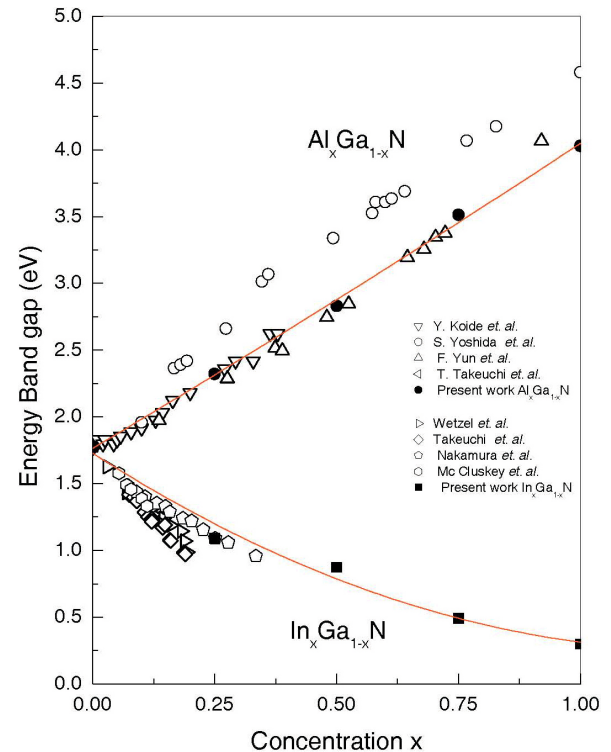 5.0
4.5
4.0
3.5
3.0
2.5
2.0
1.5
1.0
0.5
0.0
Energy Band gap (eV)
AlxGa1-xN
Y. Koide et. al.
S. Yoshida et. al.
F. Yun et. al.
T. Takeuchi et. al.
Present work AlxGa1-xN
Wetzel et. al.
Takeuchi et. al.
Nakamura et. al.
Mc Cluskey et. al.
Present work InxGa1-xN
InxGa1-xN
0.00 0.25 0.50 0.75 1.00
Concentration x